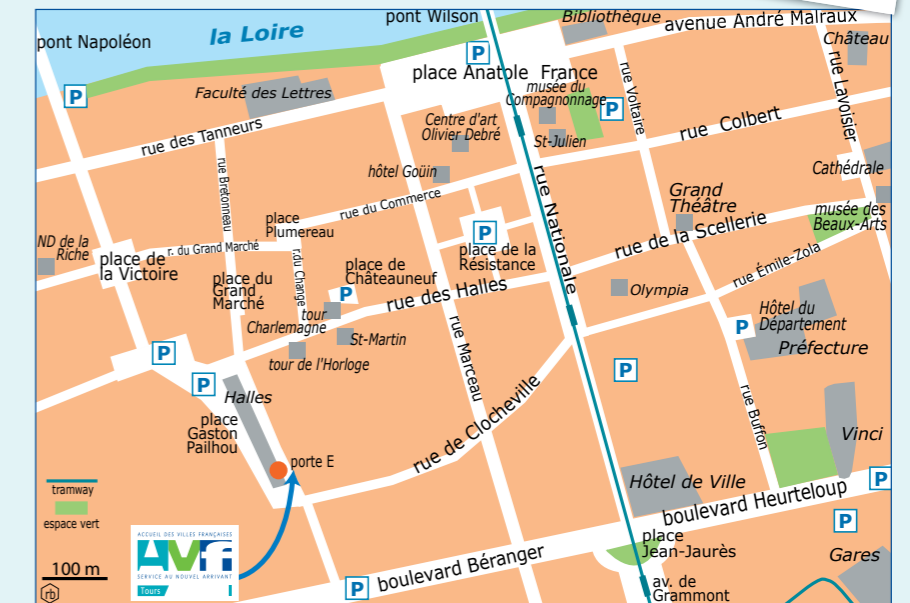 pont Wilson
Bibliothèque
avenue André Malraux
pont Napoléon
la Loire
Château
P
place Anatole France
rue Voltaire
rue Lavoisier
P
Faculté des Lettres
musée du
Compagnonnage
P
rue des Tanneurs
Centre d'art
Olivier Debré
St-Julien
rue Colbert
rue Bretonneau
hôtel Goüin
rue Nationale
Cathédrale
rue du Commerce
Grand
Théâtre
musée des
Beaux-Arts
place
Plumereau
P
rue de la Scellerie
ND de la
Riche
r. du Grand Marché
place de
la Victoire
r.du Change
place de
Châteauneuf
place de la
Résistance
rue Émile-Zola
place du
Grand
Marché
P
rue des Halles
Olympia
tour
Charlemagne
rue Marceau
Hôtel du
Département
P
St-Martin
Préfecture
P
tour de l'Horloge
P
P
Halles
rue de Clocheville
rue Buffon
place
Gaston
Pailhou
Vinci
porte E
Hôtel de Ville
P
tramway
boulevard Heurteloup
espace vert
P
ACCUEIL DES VILLES FRANÇAISES
AVF
SERVICE AU NOUVEL ARRIVANT
Tours
place
Jean-Jaurès
boulevard Béranger
Gares
100 m
P
av. de
Grammont
rb